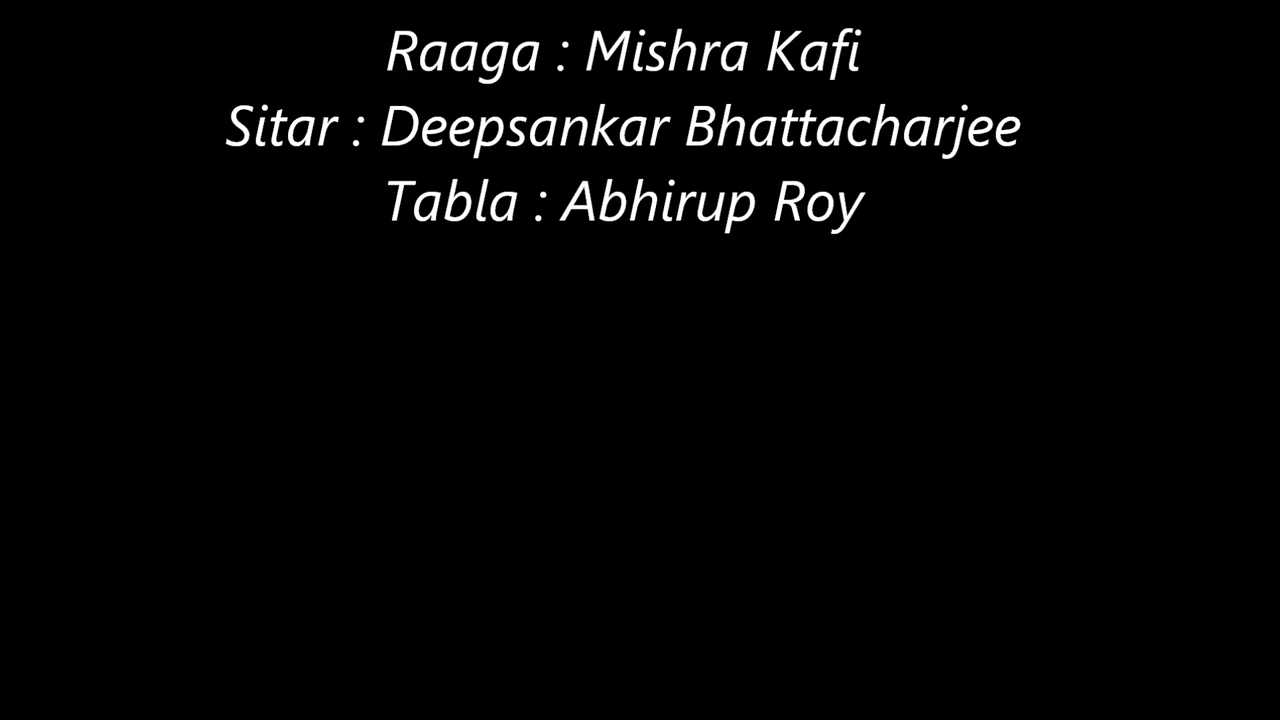 Raaga : Mishra Kafi
Sitar : Deepsankar Bhattacharjee
Tabla : Abhirup Roy